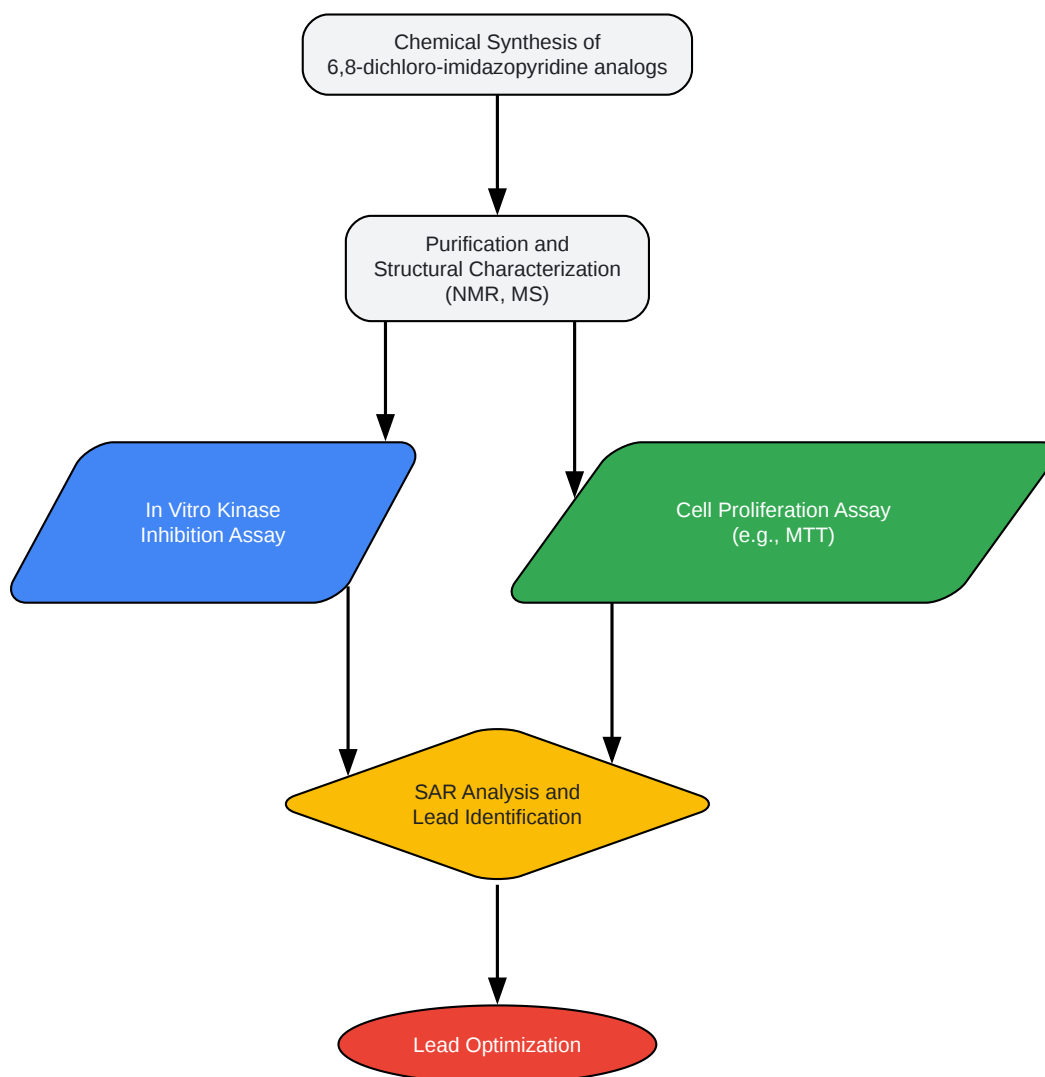 Chemical Synthesis of
6,8-dichloro-imidazopyridine analogs
Purification and
Structural Characterization
(NMR, MS)
In Vitro Kinase
Inhibition Assay
Cell Proliferation Assay
(e.g., MTT)
SAR Analysis and
Lead Identification
Lead Optimization